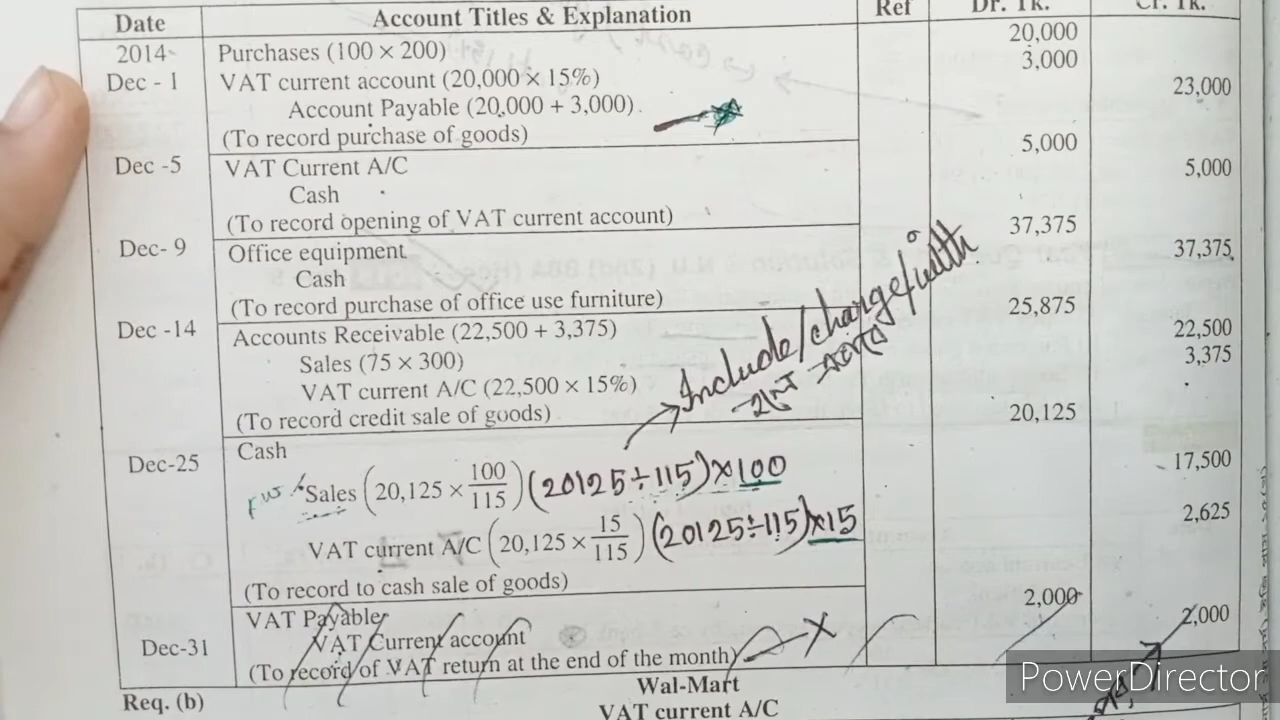 Date Account Titles & Explanation Ref Dr. Tk. Cr. Tk.
2014 Purchases (100 × 200) 20,000
Dec - 1 VAT current account (20,000 × 15%) 3,000
Account Payable (20,000 + 3,000). 23,000
(To record purchase of goods)
Dec -5 VAT Current A/C 5,000
Cash 5,000
(To record opening of VAT current account)
Dec- 9 Office equipment 37,375
Cash 37,375
(To record purchase of office use furniture)
Dec -14 Accounts Receivable (22,500 + 3,375) 25,875
Sales (75 × 300) 22,500
VAT current A/C (22,500 × 15%) 3,375
(To record credit sale of goods)
Include/charge/with
Dec-25 Cash 20,125
Sales (20,125 × 100/115) (20125÷115)×100 17,500
VAT current A/C (20,125 × 15/115) (20125÷115)×15 2,625
(To record to cash sale of goods)
Dec-31 VAT Payable 2,000
VAT Current account 2,000
(To record of VAT return at the end of the month)
Req. (b) Wal-Mart
VAT current A/C
PowerDirector